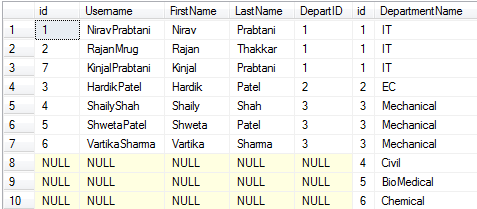 id Username FirstName LastName DepartID id DepartmentName
1 1 NiravPrabtani Nirav Prabtani 1 1 IT
2 2 RajanMrug Rajan Thakkar 1 1 IT
3 7 KinjalPrabtani Kinjal Prabtani 1 1 IT
4 3 HardikPatel Hardik Patel 2 2 EC
5 4 ShailyShah Shaily Shah 3 3 Mechanical
6 5 ShwetaPatel Shweta Patel 3 3 Mechanical
7 6 VartikaSharma Vartika Sharma 3 3 Mechanical
8 NULL NULL NULL NULL NULL 4 Civil
9 NULL NULL NULL NULL NULL 5 BioMedical
10 NULL NULL NULL NULL NULL 6 Chemical